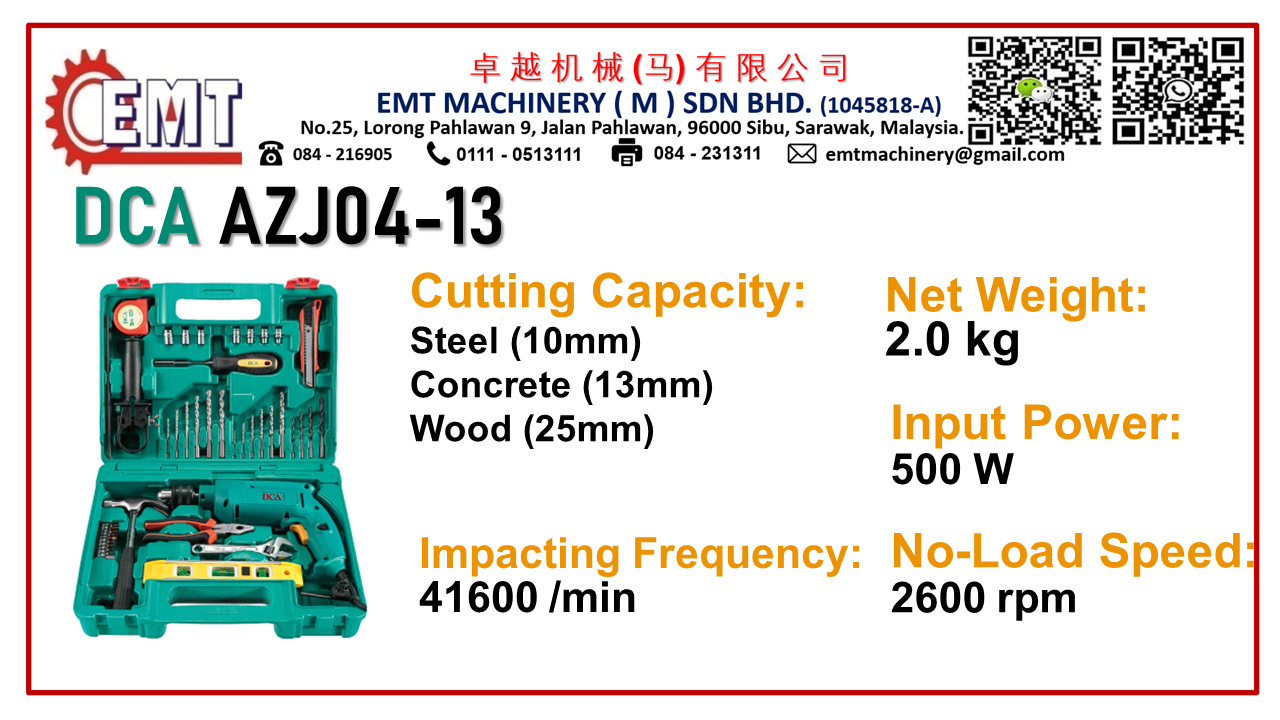 卓越机械(马)有限公司
EMT
EMT MACHINERY ( M ) SDN BHD. (1045818-A)
No.25, Lorong Pahlawan 9, Jalan Pahlawan, 96000 Sibu, Sarawak, Malaysia.
084 - 216905 0111 - 0513111 084 - 231311 emtmachinery@gmail.com
DCA AZJ04-13
Cutting Capacity:
Steel (10mm)
Concrete (13mm)
Wood (25mm)
Net Weight:
2.0 kg
Input Power:
500 W
Impacting Frequency:
41600 /min
No-Load Speed:
2600 rpm
DCA
DCA
DCA